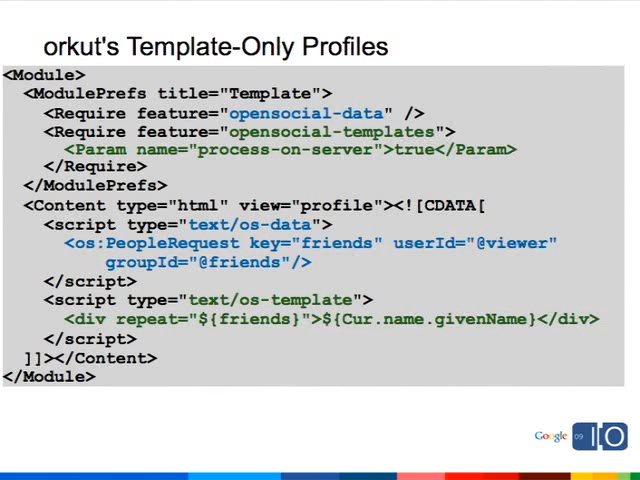 orkut's Template-Only Profiles
<Module>
<ModulePrefs title="Template">
<Require feature="opensocial-data" />
<Require feature="opensocial-templates">
<Param name="process-on-server">true</Param>
</Require>
</ModulePrefs>
<Content type="html" view="profile"><![CDATA[
<script type="text/os-data">
<os:PeopleRequest key="friends" userId="@viewer"
groupId="@friends"/>
</script>
<script type="text/os-template">
<div repeat="${friends}">${Cur.name.givenName}</div>
</script>
]]></Content>
</Module>
Google 09 IO